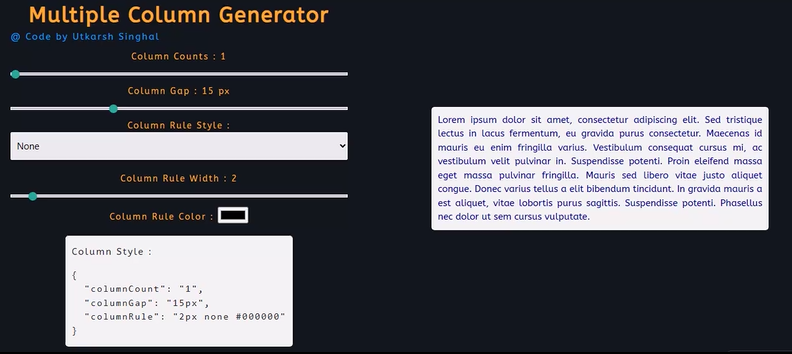 Multiple Column Generator
@ Code by Utkarsh Singhal
Column Counts : 1
Column Gap : 15 px
Column Rule Style :
None
Column Rule Width : 2
Column Rule Color :
Column Style :
{
"columnCount": "1",
"columnGap": "15px",
"columnRule": "2px none #000000"
}
Lorem ipsum dolor sit amet, consectetur adipiscing elit. Sed tristique
lectus in lacus fermentum, eu gravida purus consectetur. Maecenas id
mauris eu enim fringilla varius. Vestibulum consequat cursus mi, ac
vestibulum velit pulvinar in. Suspendisse potenti. Proin eleifend massa
eget massa pulvinar fringilla. Mauris sed libero vitae justo aliquet
congue. Donec varius tellus a elit bibendum tincidunt. In gravida mauris a
est aliquet, vitae lobortis purus sagittis. Suspendisse potenti. Phasellus
nec dolor ut sem cursus vulputate.